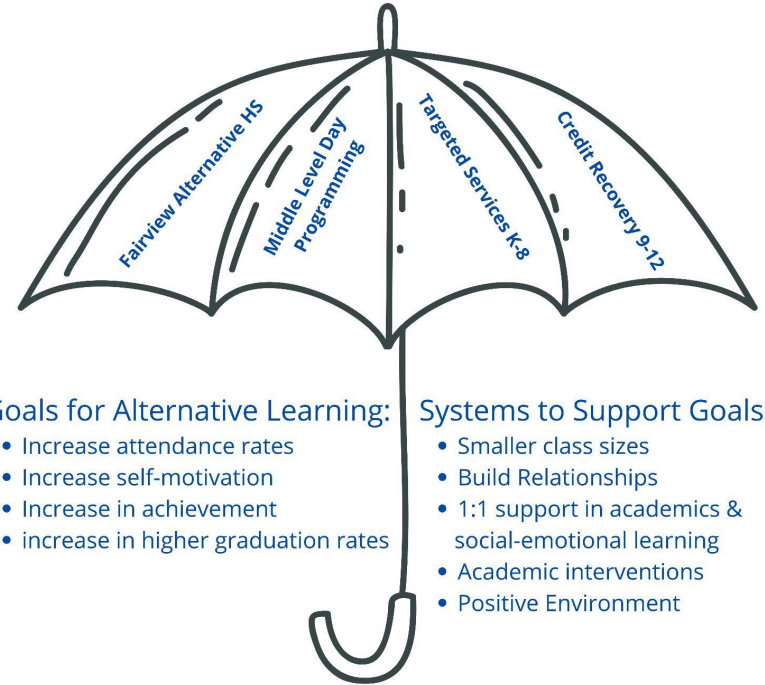 Fairview Alternative HS
Middle Level Day
Programming
Targeted Services K-8
Credit Recovery 9-12
Goals for Alternative Learning:
• Increase attendance rates
• Increase self-motivation
• Increase in achievement
• increase in higher graduation rates
Systems to Support Goals
• Smaller class sizes
• Build Relationships
• 1:1 support in academics &
social-emotional learning
• Academic interventions
• Positive Environment